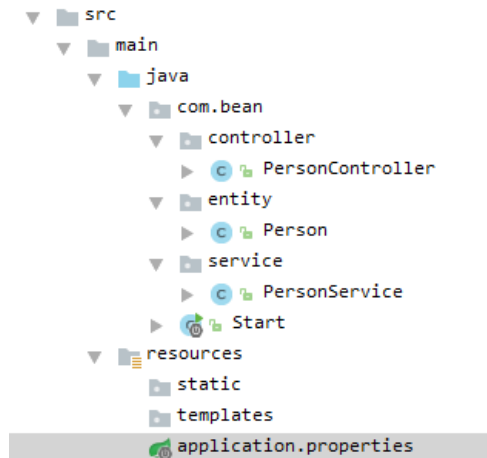 src
main
java
com.bean
controller
PersonController
entity
Person
service
PersonService
Start
resources
static
templates
application.properties